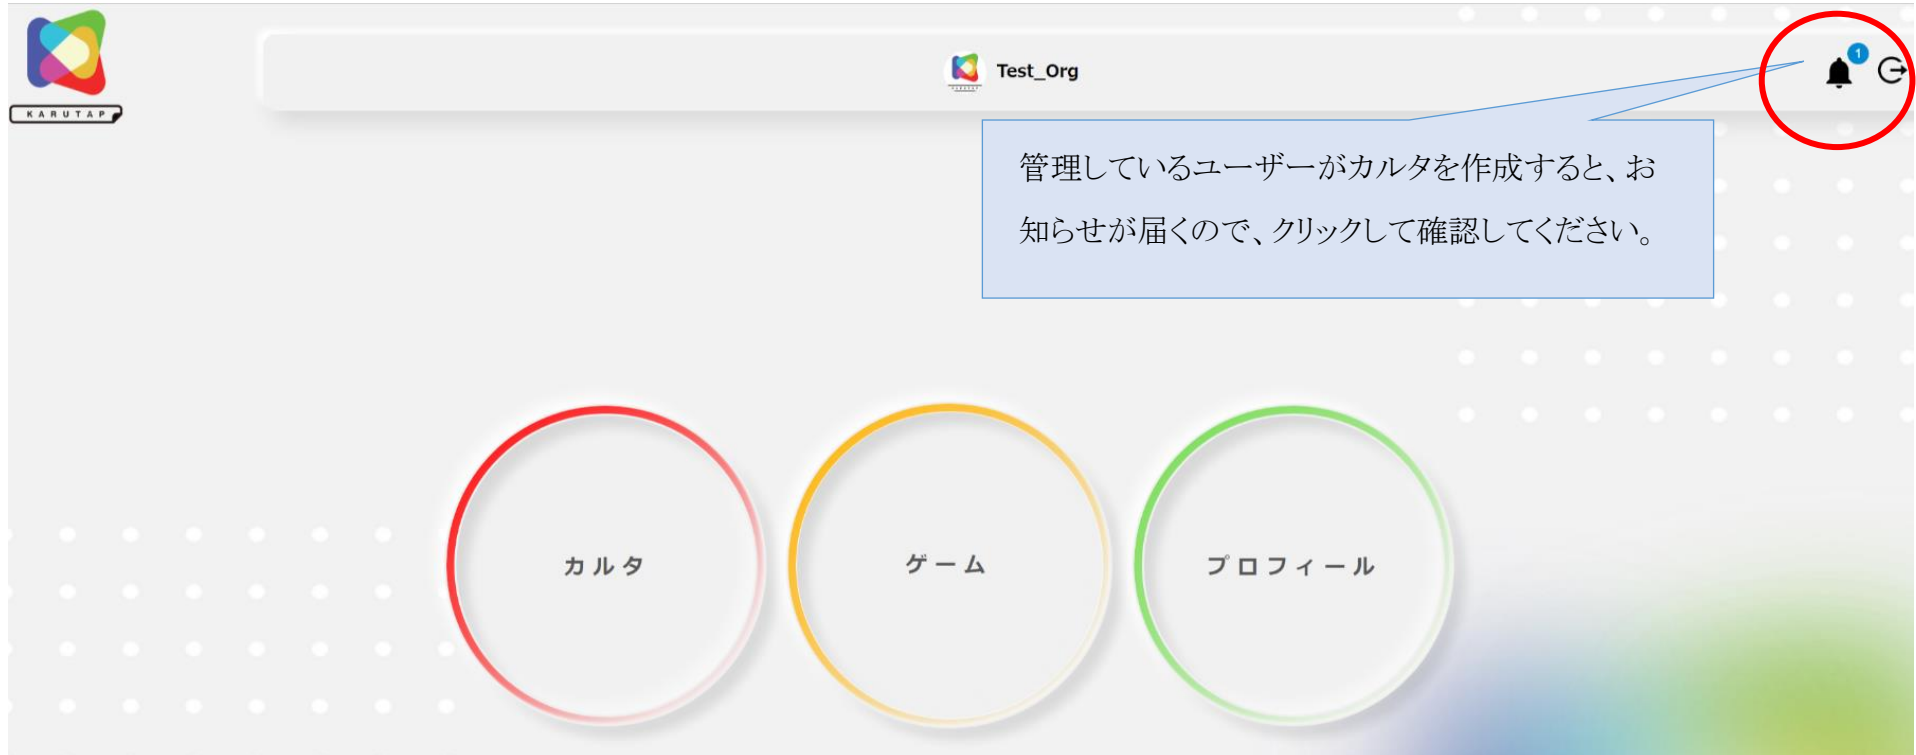 KARUTAP
Test_Org
1
管理しているユーザーがカルタを作成すると、お
知らせが届くので、クリックして確認してください。
カルタ
ゲーム
プロフィール